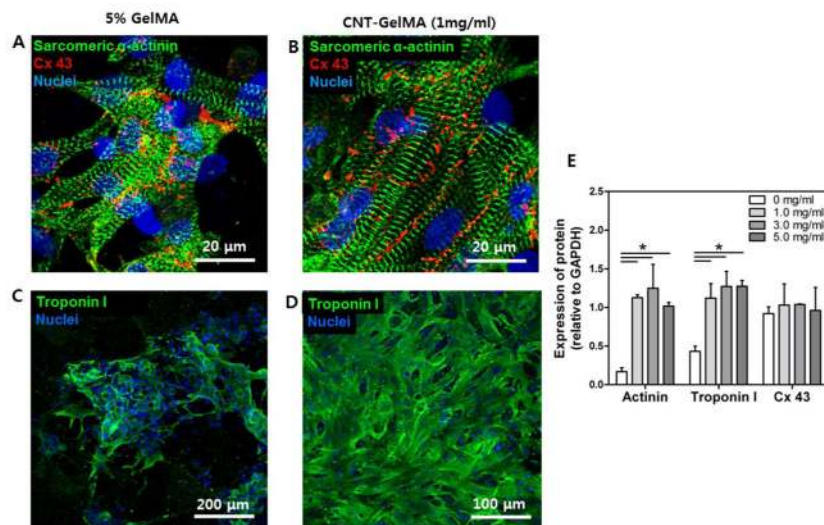 5% GelMA
CNT-GelMA (1mg/ml)
A
Sarcomeric α-actinin
Cx 43
Nuclei
20 μm
B
Sarcomeric α-actinin
Cx 43
Nuclei
20 μm
C
Troponin I
Nuclei
200 μm
D
Troponin I
Nuclei
100 μm
E
Expression of protein
(relative to GAPDH)
2.5
2.0
1.5
1.0
0.5
0.0
0 mg/ml
1.0 mg/ml
3.0 mg/ml
5.0 mg/ml
*
*
Actinin
Troponin I
Cx 43